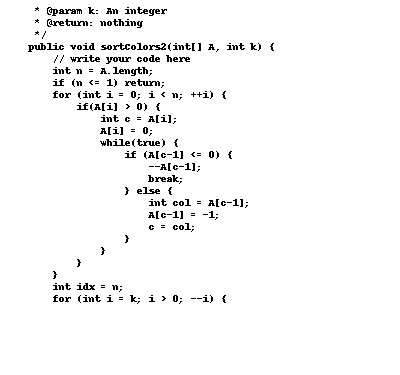 * @param k: An integer
* @return: nothing
*/
public void sortColors2(int[] A, int k) {
// write your code here
int n = A.length;
if (n <= 1) return;
for (int i = 0; i < n; ++i) {
if(A[i] > 0) {
int c = A[i];
A[i] = 0;
while(true) {
if (A[c-1] <= 0) {
--A[c-1];
break;
} else {
int col = A[c-1];
A[c-1] = -1;
c = col;
}
}
}
}
int idx = n;
for (int i = k; i > 0; --i) {